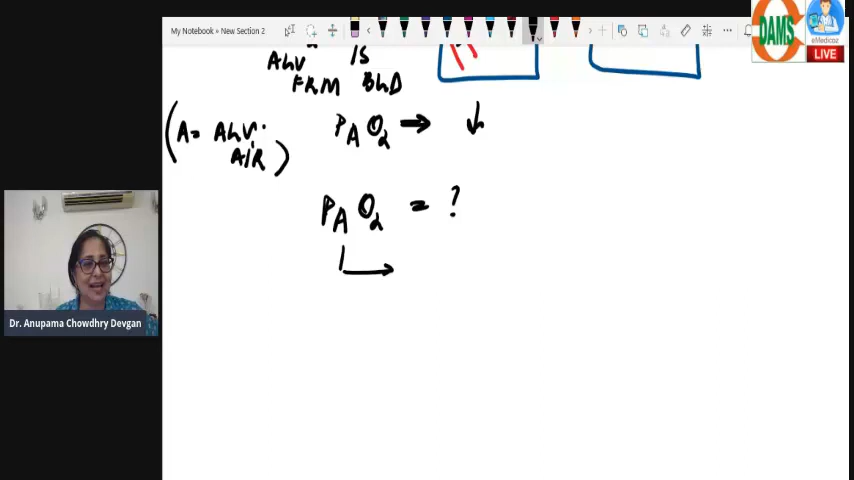 My Notebook » New Section 2
DAMS
eMedicoz
LIVE
ALV IS
FRM BLD
(A = ALV.
AIR)
PAO2 → ↓
PAO2 = ?
Dr. Anupama Chowdhry Devgan